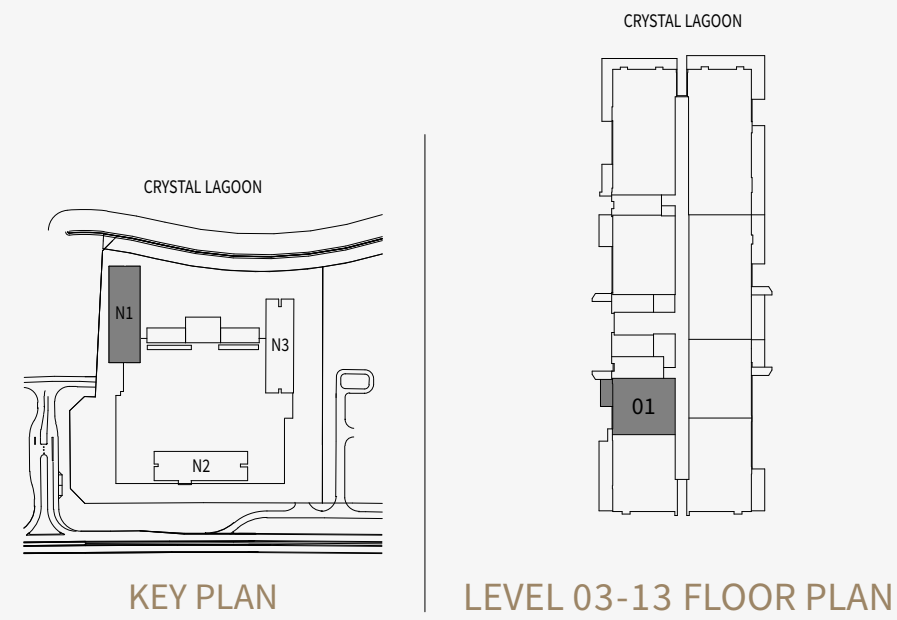 CRYSTAL LAGOON
N1
N3
N2
KEY PLAN
CRYSTAL LAGOON
01
LEVEL 03-13 FLOOR PLAN